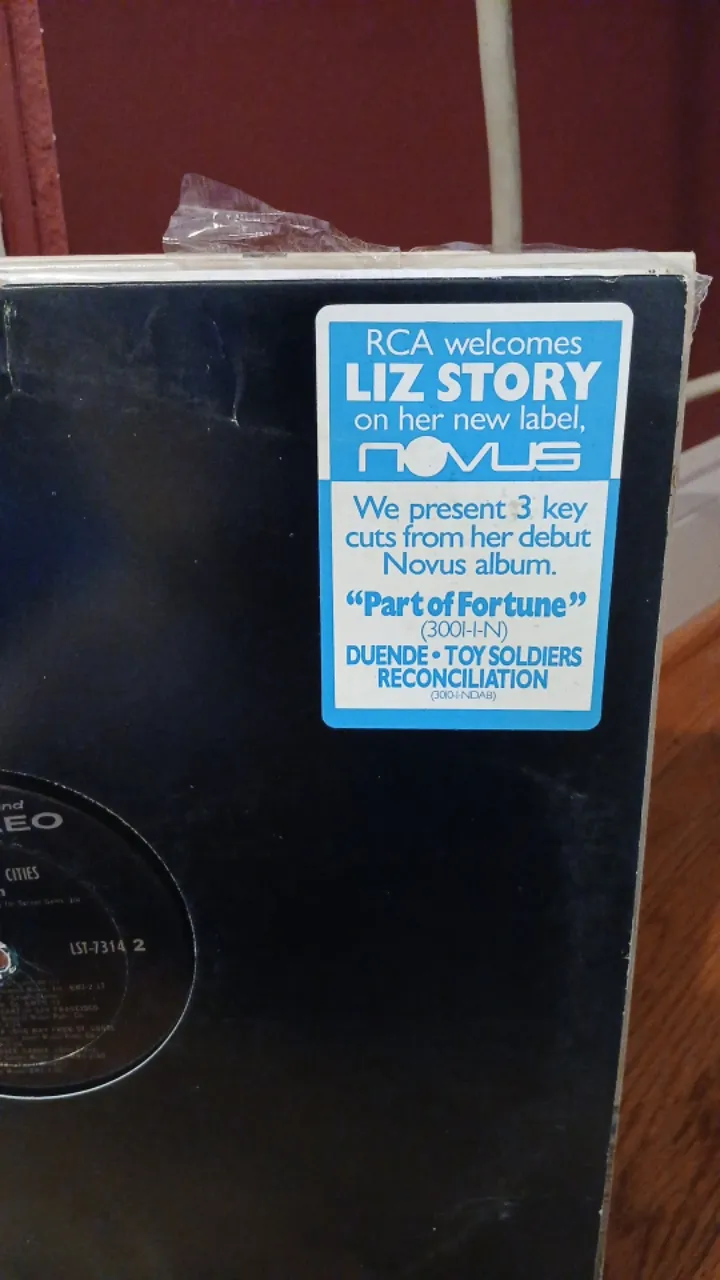 RCA welcomes
LIZ STORY
on her new label,
NOVUS
We present 3 key
cuts from her debut
Novus album.
"Part of Fortune"
(3001-1-N)
DUENDE • TOY SOLDIERS
RECONCILIATION
(3010-1-NDAB)
EO
CITIES
LST-7314 2